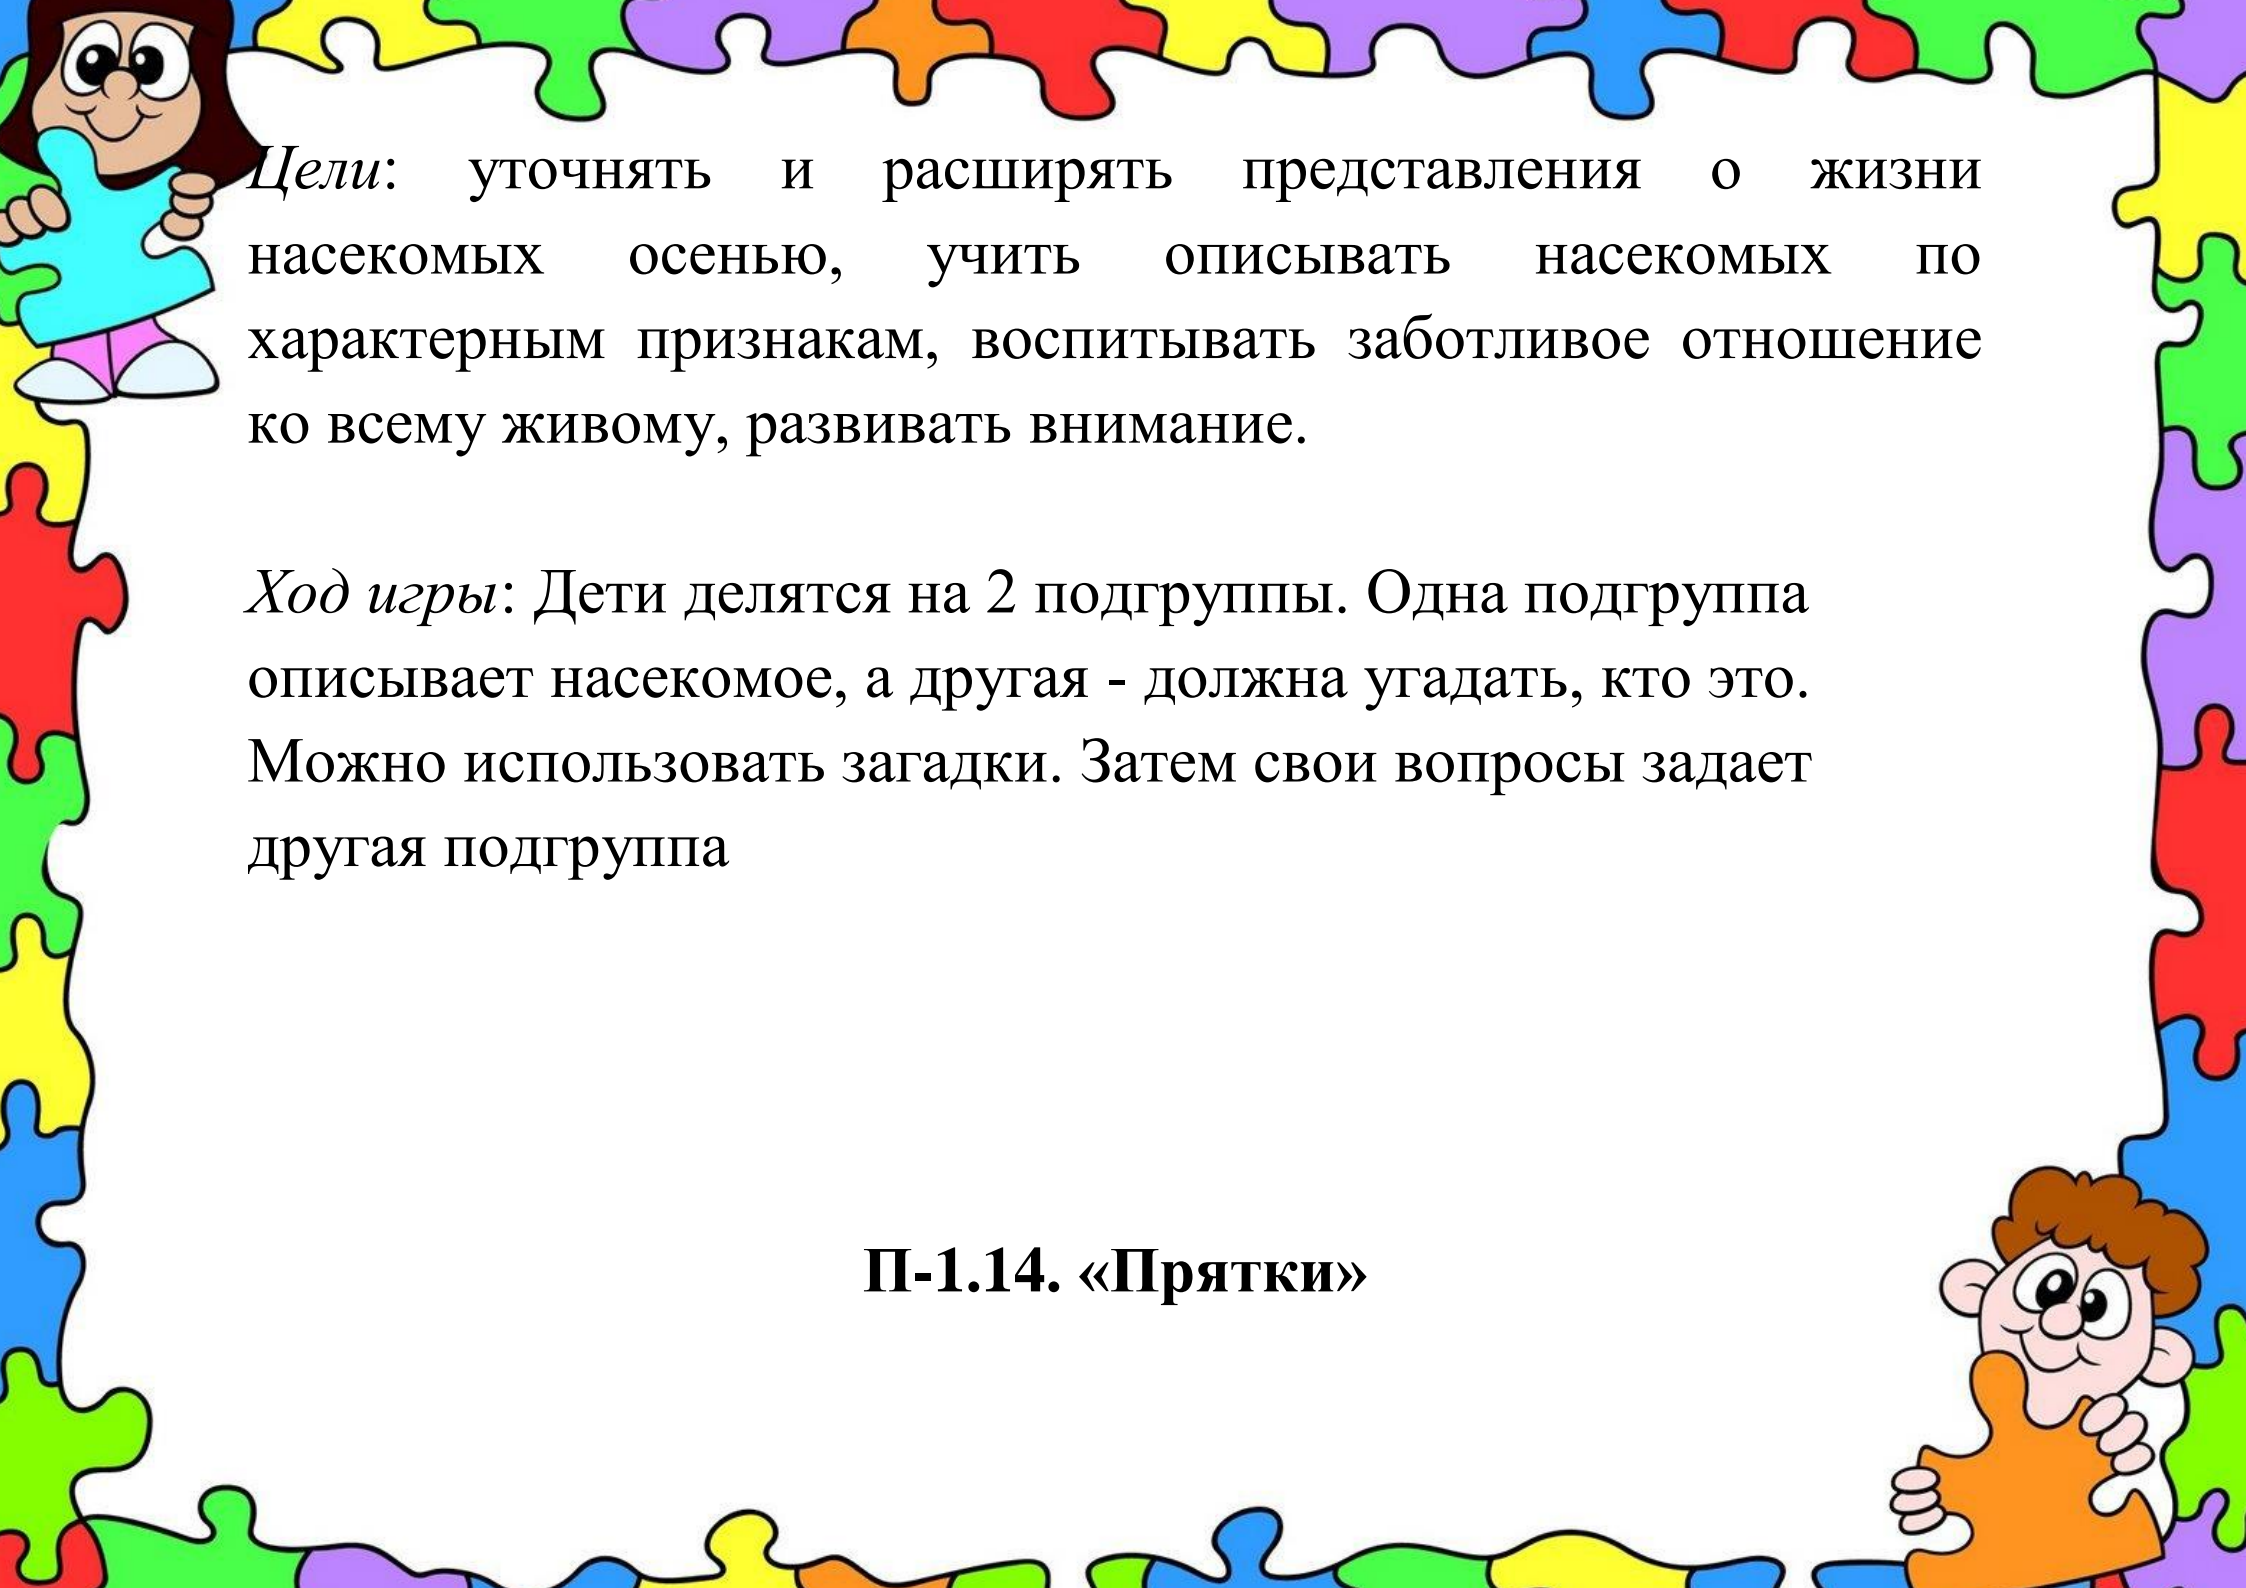 Цели: уточнять и расширять представления о жизни
насекомых осенью, учить описывать насекомых по
характерным признакам, воспитывать заботливое отношение
ко всему живому, развивать внимание.
Ход игры: Дети делятся на 2 подгруппы. Одна подгруппа
описывает насекомое, а другая - должна угадать, кто это.
Можно использовать загадки. Затем свои вопросы задает
другая подгруппа
П-1.14. «Прятки»